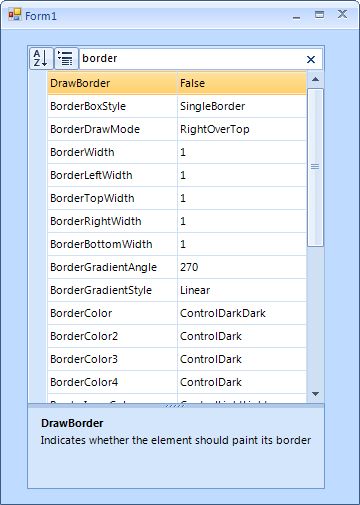 Form1
A Z border
DrawBorder False
BorderBoxStyle SingleBorder
BorderDrawMode RightOverTop
BorderWidth 1
BorderLeftWidth 1
BorderTopWidth 1
BorderRightWidth 1
BorderBottomWidth 1
BorderGradientAngle 270
BorderGradientStyle Linear
BorderColor ControlDarkDark
BorderColor2 ControlDark
BorderColor3 ControlDark
BorderColor4 ControlDark
DrawBorder
Indicates whether the element should paint its border